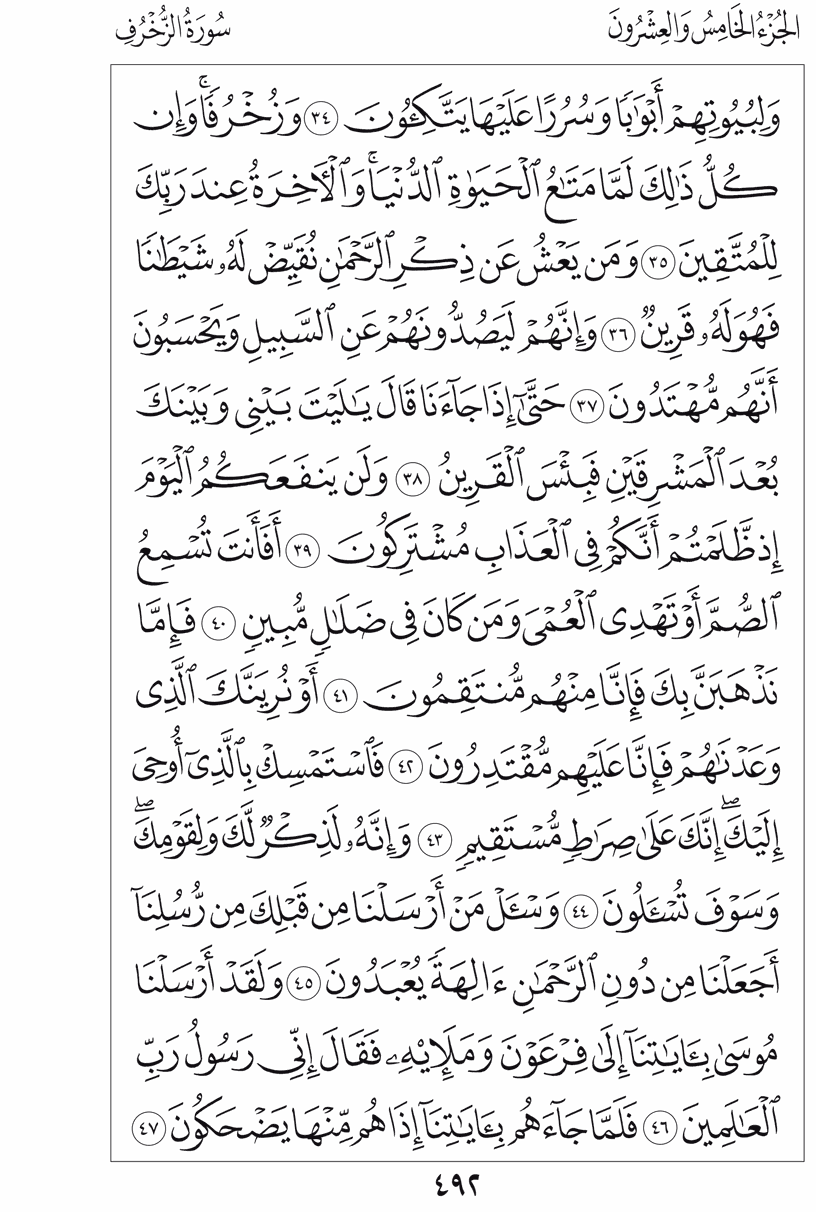 الجُزْءُ الخَامِسُ وَالعِشْرُونَ
سُورَةُ الزُّخْرُفِ
وَلِبُيُوتِهِمْ أَبْوَٰبًا وَسُرُرًا عَلَيْهَا يَتَّكِـُٔونَ ٣٤ وَزُخْرُفًاۚ وَإِن
كُلُّ ذَٰلِكَ لَمَّا مَتَـٰعُ ٱلْحَيَوٰةِ ٱلدُّنْيَاۚ وَٱلْـَٔاخِرَةُ عِندَ رَبِّكَ
لِلْمُتَّقِينَ ٣٥ وَمَن يَعْشُ عَن ذِكْرِ ٱلرَّحْمَـٰنِ نُقَيِّضْ لَهُۥ شَيْطَـٰنًا
فَهُوَ لَهُۥ قَرِينٌ ٣٦ وَإِنَّهُمْ لَيَصُدُّونَهُمْ عَنِ ٱلسَّبِيلِ وَيَحْسَبُونَ
أَنَّهُم مُّهْتَدُونَ ٣٧ حَتَّىٰٓ إِذَا جَآءَنَا قَالَ يَـٰلَيْتَ بَيْنِى وَبَيْنَكَ
بُعْدَ ٱلْمَشْرِقَيْنِ فَبِئْسَ ٱلْقَرِينُ ٣٨ وَلَن يَنفَعَكُمُ ٱلْيَوْمَ
إِذ ظَّلَمْتُمْ أَنَّكُمْ فِى ٱلْعَذَابِ مُشْتَرِكُونَ ٣٩ أَفَأَنتَ تُسْمِعُ
ٱلصُّمَّ أَوْ تَهْدِى ٱلْعُمْىَ وَمَن كَانَ فِى ضَلَـٰلٍ مُّبِينٍ ٤٠ فَإِمَّا
نَذْهَبَنَّ بِكَ فَإِنَّا مِنْهُم مُّنتَقِمُونَ ٤١ أَوْ نُرِيَنَّكَ ٱلَّذِى
وَعَدْنَـٰهُمْ فَإِنَّا عَلَيْهِم مُّقْتَدِرُونَ ٤٢ فَٱسْتَمْسِكْ بِٱلَّذِىٓ أُوحِىَ
إِلَيْكَۖ إِنَّكَ عَلَىٰ صِرَٰطٍ مُّسْتَقِيمٍ ٤٣ وَإِنَّهُۥ لَذِكْرٌ لَّكَ وَلِقَوْمِكَۖ
وَسَوْفَ تُسْـَٔلُونَ ٤٤ وَسْـَٔلْ مَنْ أَرْسَلْنَا مِن قَبْلِكَ مِن رُّسُلِنَآ
أَجَعَلْنَا مِن دُونِ ٱلرَّحْمَـٰنِ ءَالِهَةً يُعْبَدُونَ ٤٥ وَلَقَدْ أَرْسَلْنَا
مُوسَىٰ بِـَٔايَـٰتِنَآ إِلَىٰ فِرْعَوْنَ وَمَلَإِي۟هِۦ فَقَالَ إِنِّى رَسُولُ رَبِّ
ٱلْعَـٰلَمِينَ ٤٦ فَلَمَّا جَآءَهُم بِـَٔايَـٰتِنَآ إِذَا هُم مِّنْهَا يَضْحَكُونَ ٤٧
٤٩٢